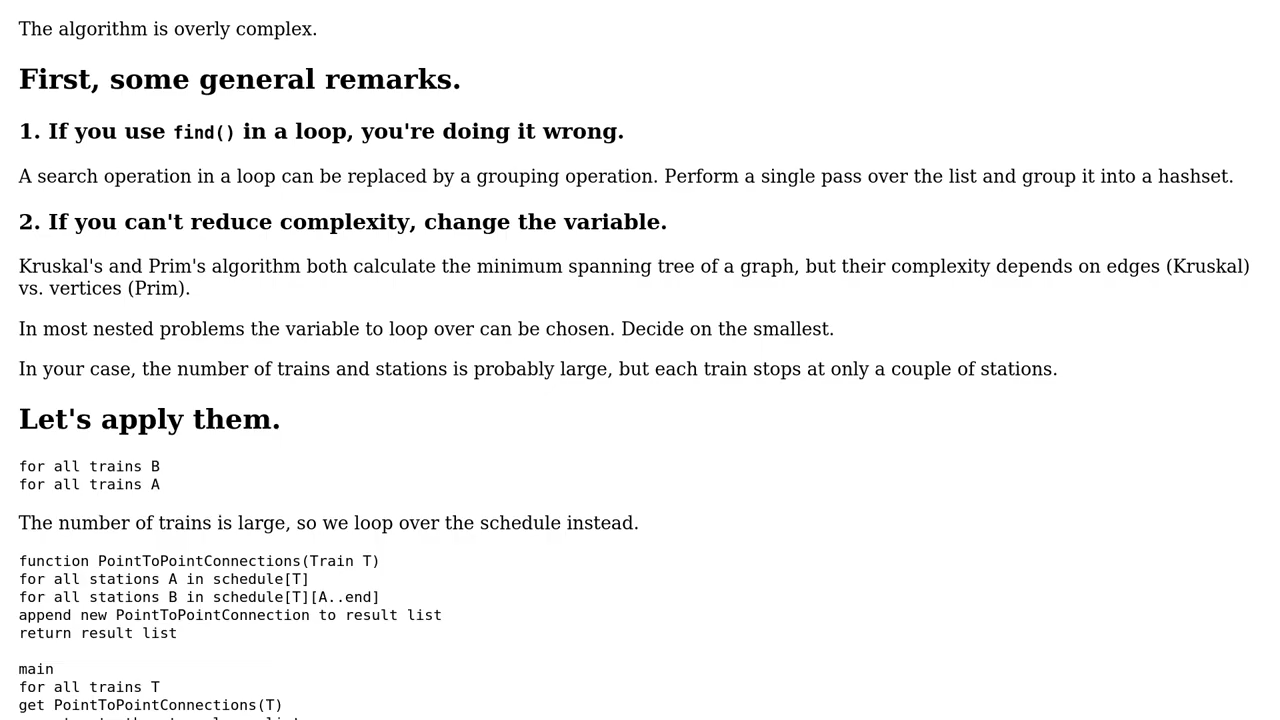 The algorithm is overly complex.
First, some general remarks.
1. If you use find() in a loop, you're doing it wrong.
A search operation in a loop can be replaced by a grouping operation. Perform a single pass over the list and group it into a hashset.
2. If you can't reduce complexity, change the variable.
Kruskal's and Prim's algorithm both calculate the minimum spanning tree of a graph, but their complexity depends on edges (Kruskal)
vs. vertices (Prim).
In most nested problems the variable to loop over can be chosen. Decide on the smallest.
In your case, the number of trains and stations is probably large, but each train stops at only a couple of stations.
Let's apply them.
for all trains B
for all trains A
The number of trains is large, so we loop over the schedule instead.
function PointToPointConnections(Train T)
for all stations A in schedule[T]
for all stations B in schedule[T][A..end]
append new PointToPointConnection to result list
return result list
main
for all trains T
get PointToPointConnections(T)